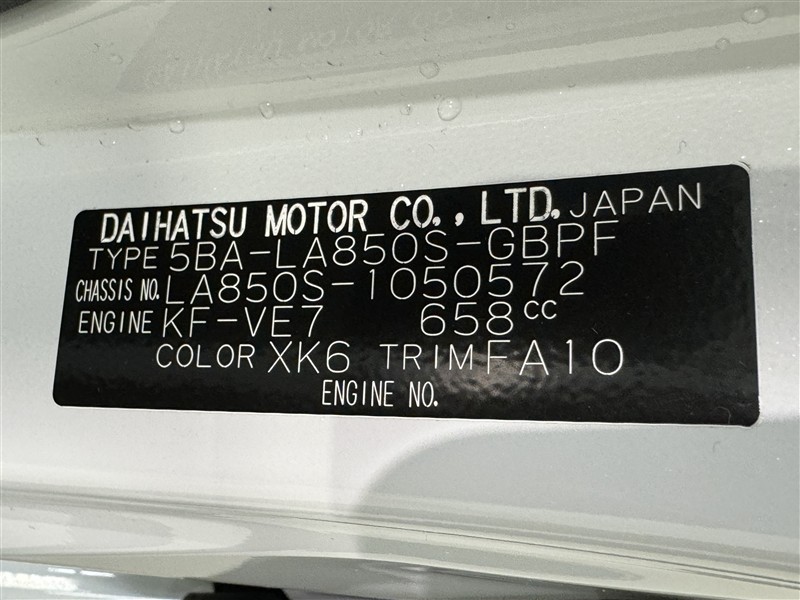 DAIHATSU MOTOR CO., LTD. JAPAN
TYPE 5BA-LA850S-GBPF
CHASSIS NO. LA850S-1050572
ENGINE KF-VE7 658cc
COLOR XK6 TRIM FA10
ENGINE NO.